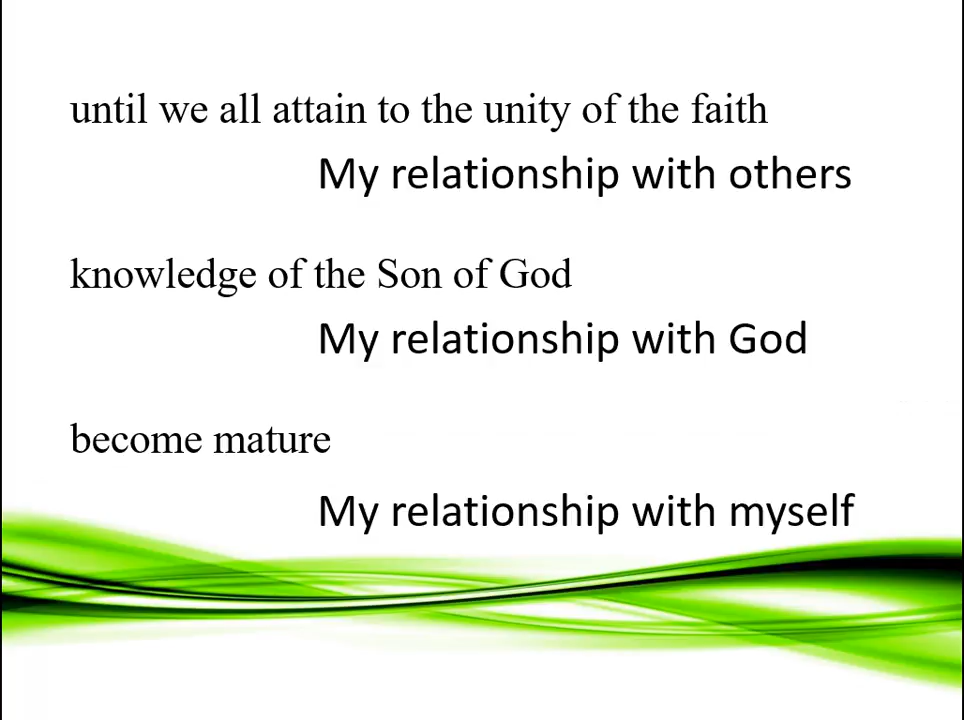 until we all attain to the unity of the faith
My relationship with others
knowledge of the Son of God
My relationship with God
become mature
My relationship with myself